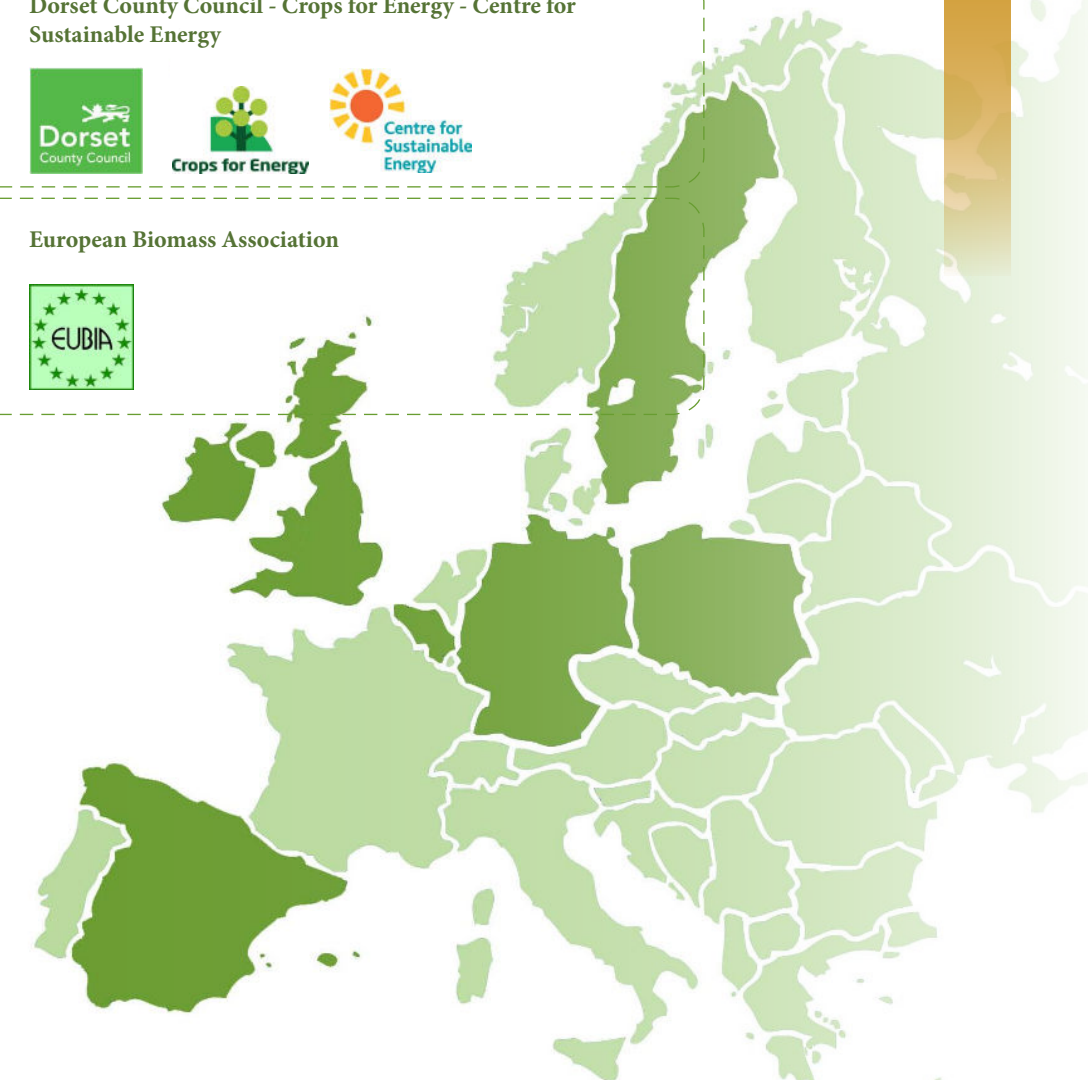 Dorset County Council - Crops for Energy - Centre for
Sustainable Energy
Dorset
County Council
Crops for Energy
Centre for
Sustainable
Energy
European Biomass Association
EUBIA